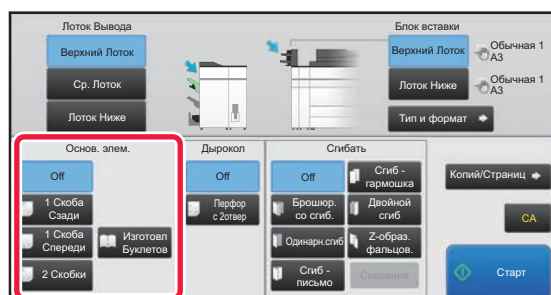 Лоток Вывода
Блок вставки
Верхний Лоток
Ср. Лоток
Лоток Ниже
Верхний Лоток
Обычная 1
A3
Лоток Ниже
Обычная 1
A3
Тип и формат
Основ. элем.
Off
1 Скоба
Сзади
1 Скоба
Спереди
Изготовл
Буклетов
2 Скобки
Дырокол
Off
Перфор
с 2отвер
Сгибать
Off
Сгиб -
гармошка
Брошюр.
со сгиб.
Двойной
сгиб
Одинарн.сгиб
Z-образ.
фальцов.
Сгиб -
письмо
Сведения
Копий/Страниц
CA
Старт